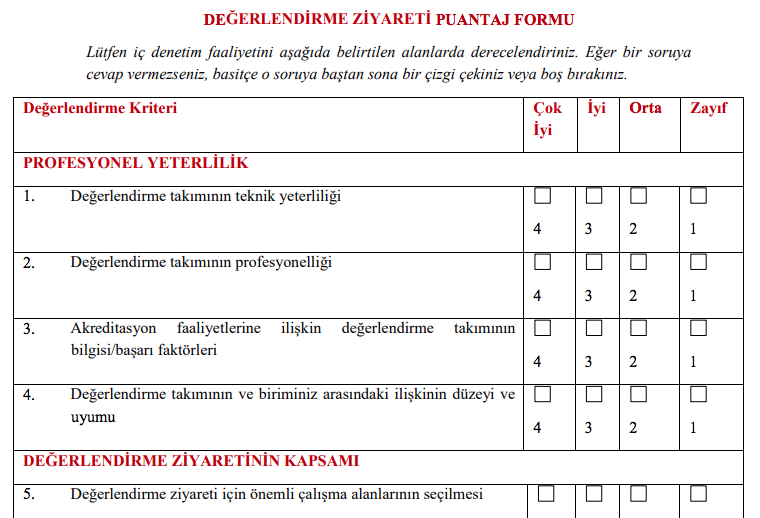 DEĞERLENDİRME ZİYARETİ PUANTAJ FORMU
Lütfen iç denetim faaliyetini aşağıda belirtilen alanlarda derecelendiriniz. Eğer bir soruya
cevap vermezseniz, basitçe o soruya baştan sona bir çizgi çekiniz veya boş bırakınız.
Değerlendirme Kriteri Çok İyi Orta Zayıf
İyi
PROFESYONEL YETERLİLİK
1. Değerlendirme takımının teknik yeterliliği ☐ ☐ ☐ ☐
4 3 2 1
2. Değerlendirme takımının profesyonelliği ☐ ☐ ☐ ☐
4 3 2 1
3. Akreditasyon faaliyetlerine ilişkin değerlendirme takımının ☐ ☐ ☐ ☐
bilgisi/başarı faktörleri
4 3 2 1
4. Değerlendirme takımının ve biriminiz arasındaki ilişkinin düzeyi ve ☐ ☐ ☐ ☐
uyumu
4 3 2 1
DEĞERLENDİRME ZİYARETİNİN KAPSAMI
5. Değerlendirme ziyareti için önemli çalışma alanlarının seçilmesi ☐ ☐ ☐ ☐